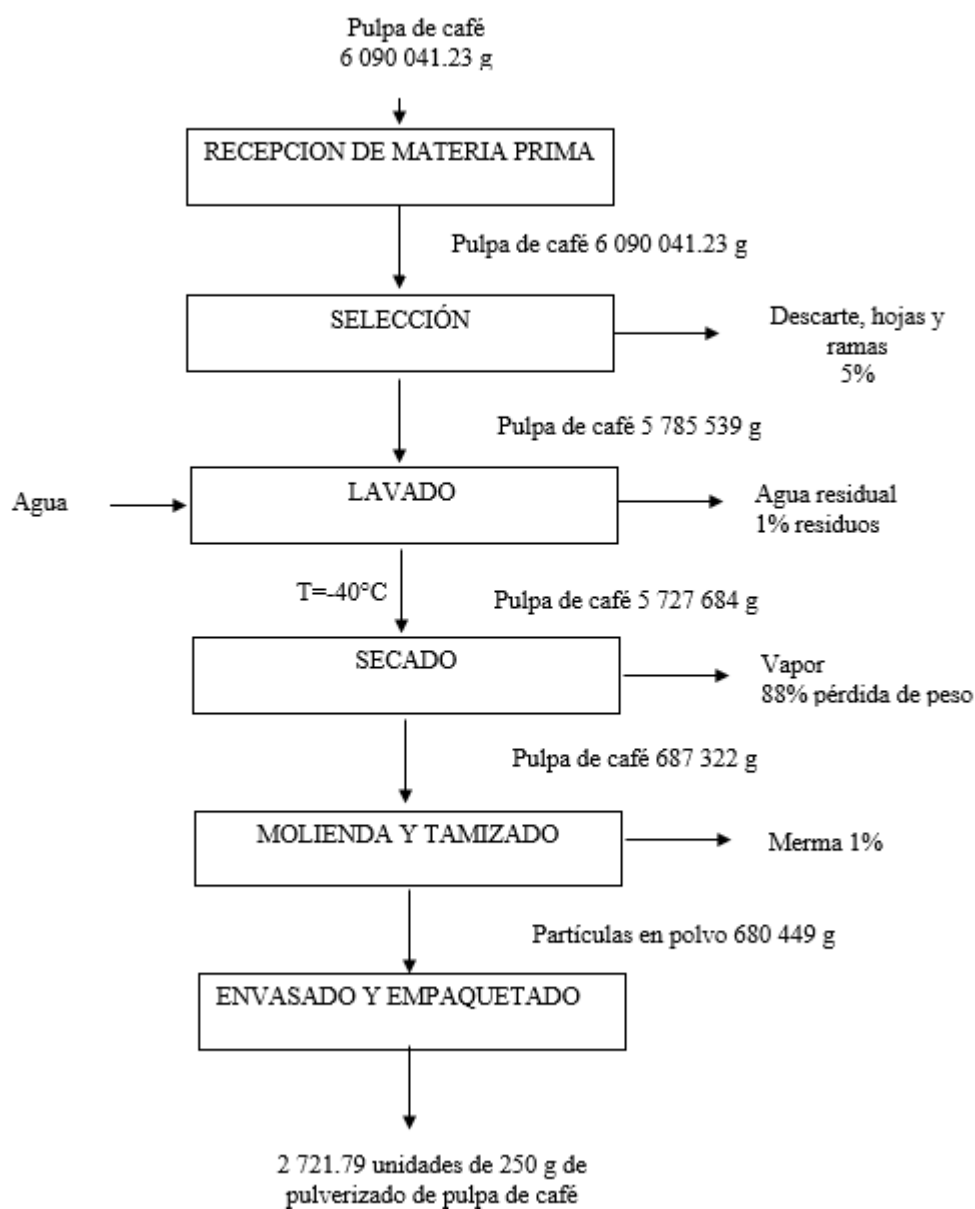 Pulpa de café
6 090 041.23 g
RECEPCION DE MATERIA PRIMA
Pulpa de café 6 090 041.23 g
SELECCIÓN
Descarte, hojas y
ramas
5%
Pulpa de café 5 785 539 g
Agua
LAVADO
Agua residual
1% residuos
T=-40°C
Pulpa de café 5 727 684 g
SECADO
Vapor
88% pérdida de peso
Pulpa de café 687 322 g
MOLIENDA Y TAMIZADO
Merma 1%
Partículas en polvo 680 449 g
ENVASADO Y EMPAQUETADO
2 721.79 unidades de 250 g de
pulverizado de pulpa de café